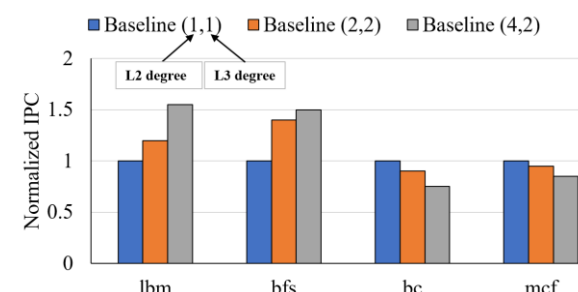 Baseline (1,1) Baseline (2,2) Baseline (4,2)
2
L2 degree L3 degree
1.5
Normalized IPC
1
0.5
0
lbm bfs bc mcf